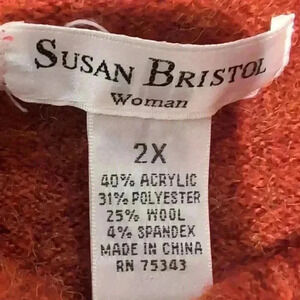 SUSAN BRISTOL
Woman
2X
40% ACRYLIC
31% POLYESTER
25% WOOL
4% SPANDEX
MADE IN CHINA
RN 75343